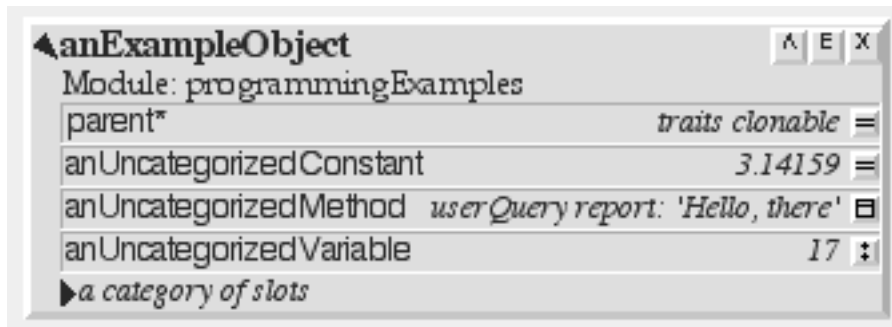 anExampleObject
Module: programmingExamples
parent* traits clonable =
anUncategorizedConstant 3.14159 =
anUncategorizedMethod userQuery report: 'Hello, there'
anUncategorizedVariable 17 :
a category of slots
Λ E X